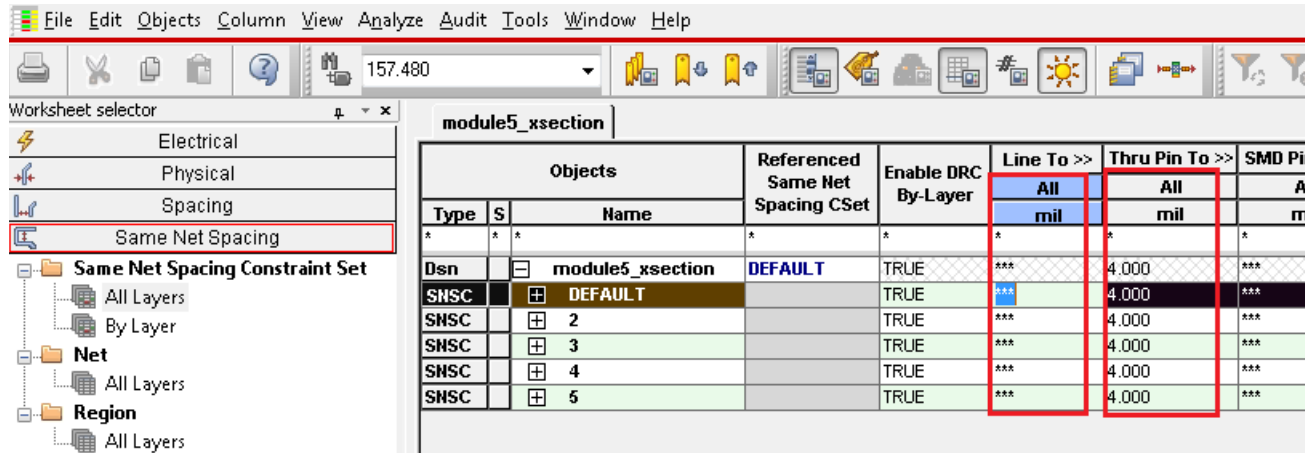 File Edit Objects Column View Analyze Audit Tools Window Help
157.480
Worksheet selector
Electrical
Physical
Spacing
Same Net Spacing
Same Net Spacing Constraint Set
All Layers
By Layer
Net
All Layers
Region
All Layers
module5_xsection
Objects Referenced Same Net Spacing CSet Enable DRC By-Layer Line To >> Thru Pin To >> SMD Pi
All All A
Type S Name mil mil m
* * * * * * * *
Dsn module5_xsection DEFAULT TRUE *** 4.000 ***
SNSC DEFAULT TRUE *** 4.000 ***
SNSC 2 TRUE *** 4.000 ***
SNSC 3 TRUE *** 4.000 ***
SNSC 4 TRUE *** 4.000 ***
SNSC 5 TRUE *** 4.000 ***